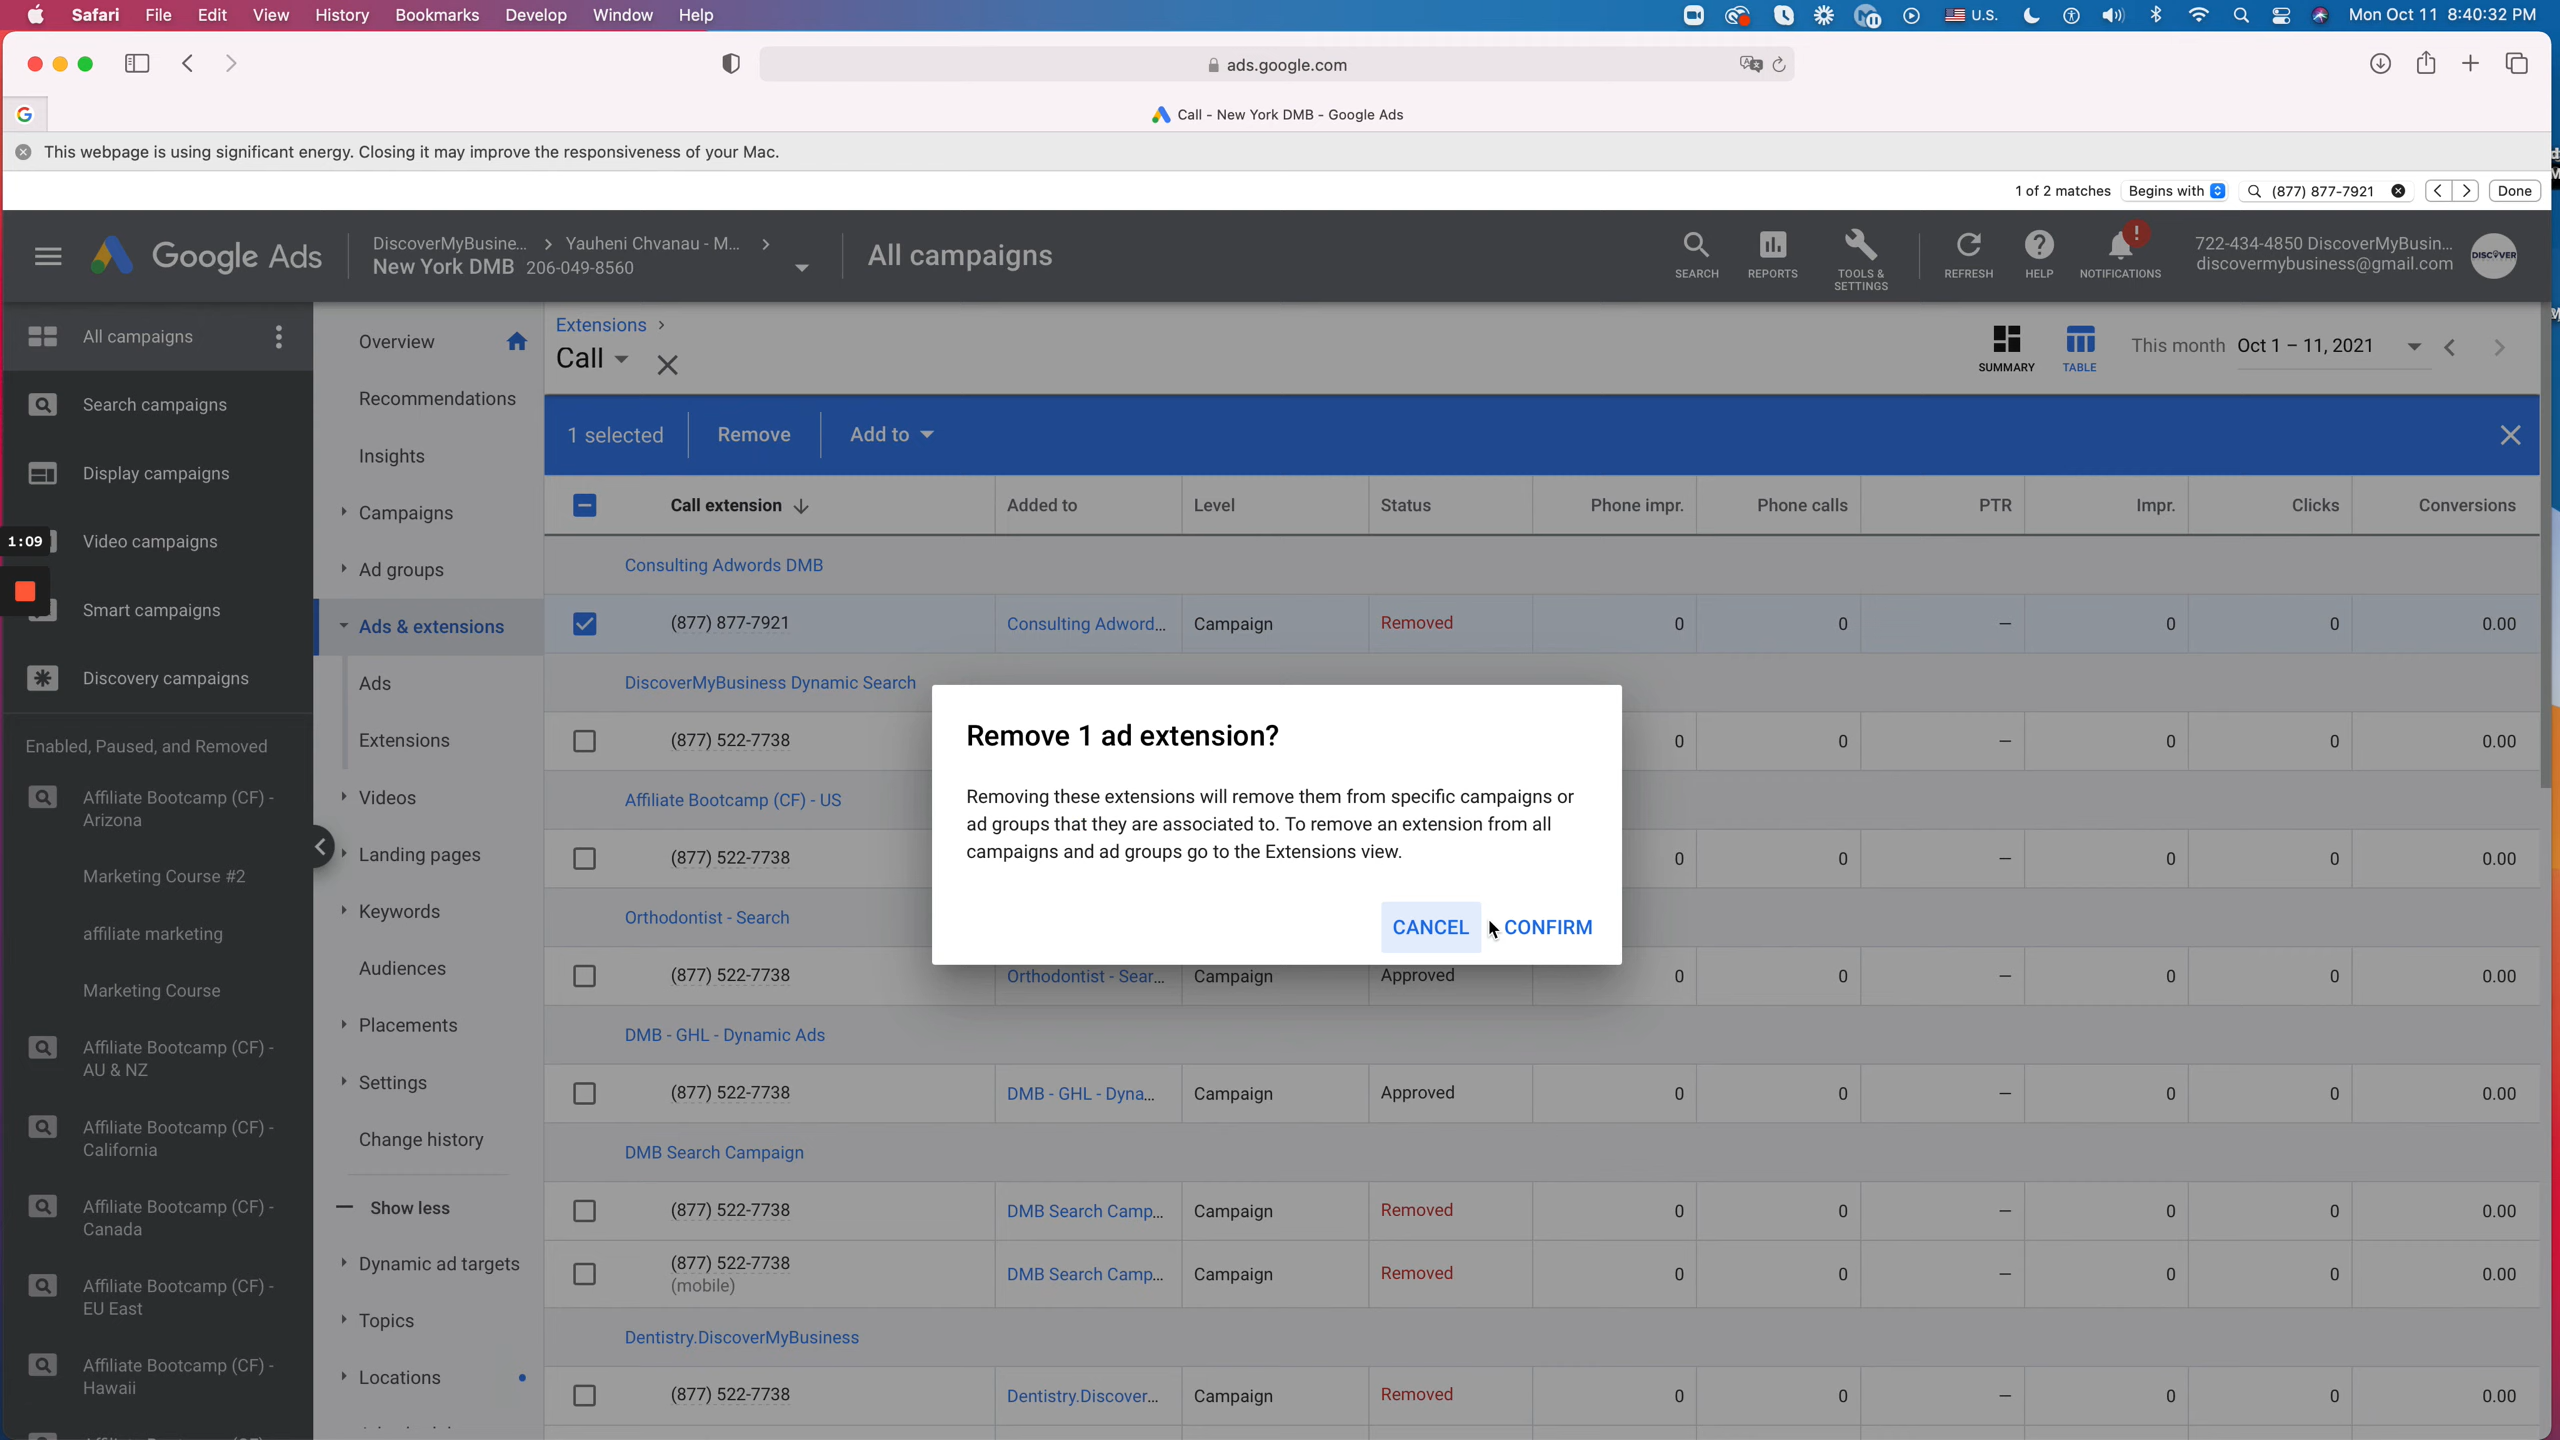 Safari File Edit View History Bookmarks Develop Window Help
U.S. Mon Oct 11 8:40:32 PM
ads.google.com
Call - New York DMB - Google Ads
This webpage is using significant energy. Closing it may improve the responsiveness of your Mac.
1 of 2 matches Begins with (877) 877-7921 Done
Google Ads
DiscoverMyBusine... Yauheni Chvanau - M...
New York DMB 206-049-8560
All campaigns
SEARCH
REPORTS
TOOLS &
SETTINGS
REFRESH
HELP
NOTIFICATIONS
722-434-4850 DiscoverMyBusin...
discovermybusiness@gmail.com
DISCOVER
All campaigns
Search campaigns
Display campaigns
Video campaigns
1:09
Smart campaigns
Discovery campaigns
Enabled, Paused, and Removed
Affiliate Bootcamp (CF) -
Arizona
Marketing Course #2
affiliate marketing
Marketing Course
Affiliate Bootcamp (CF) -
AU & NZ
Affiliate Bootcamp (CF) -
California
Affiliate Bootcamp (CF) -
Canada
Affiliate Bootcamp (CF) -
EU East
Affiliate Bootcamp (CF) -
Hawaii
Overview
Recommendations
Insights
Campaigns
Ad groups
Ads & extensions
Ads
Extensions
Videos
Landing pages
Keywords
Audiences
Placements
Settings
Change history
Show less
Dynamic ad targets
Topics
Locations
Extensions
Call
SUMMARY
TABLE
This month Oct 1 – 11, 2021
1 selected Remove Add to
Call extension Added to Level Status Phone impr. Phone calls PTR Impr. Clicks Conversions
Consulting Adwords DMB
(877) 877-7921 Consulting Adword... Campaign Removed 0 0 — 0 0 0.00
DiscoverMyBusiness Dynamic Search
(877) 522-7738 0 0 — 0 0 0.00
Affiliate Bootcamp (CF) - US
(877) 522-7738 0 0 — 0 0 0.00
Orthodontist - Search
(877) 522-7738 Orthodontist - Sear... Campaign Approved 0 0 — 0 0 0.00
DMB - GHL - Dynamic Ads
(877) 522-7738 DMB - GHL - Dyna... Campaign Approved 0 0 — 0 0 0.00
DMB Search Campaign
(877) 522-7738 DMB Search Camp... Campaign Removed 0 0 — 0 0 0.00
(877) 522-7738 DMB Search Camp... Campaign Removed 0 0 — 0 0 0.00
(mobile)
Dentistry.DiscoverMyBusiness
(877) 522-7738 Dentistry.Discover... Campaign Removed 0 0 — 0 0 0.00
Remove 1 ad extension?
Removing these extensions will remove them from specific campaigns or
ad groups that they are associated to. To remove an extension from all
campaigns and ad groups go to the Extensions view.
CANCEL CONFIRM